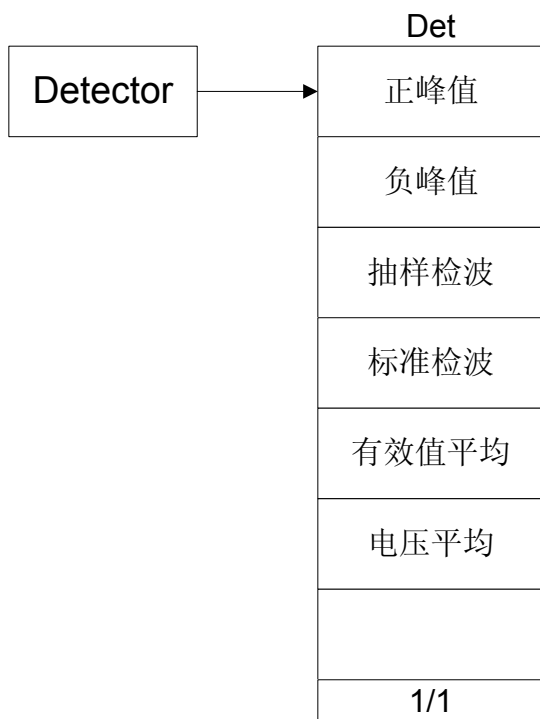 Det
Detector
正峰值
负峰值
抽样检波
标准检波
有效值平均
电压平均
1/1